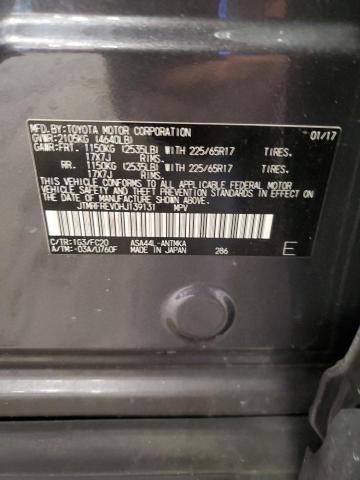 MFD.BY:TOYOTA MOTOR CORPORATION 01/17
GVWR:2105KG (4640LB)
GAWR:FRT. 1150KG (2535LB) WITH 225/65R17 TIRES,
17X7J RIMS.
RR. 1150KG (2535LB) WITH 225/65R17 TIRES,
17X7J RIMS.
THIS VEHICLE CONFORMS TO ALL APPLICABLE FEDERAL MOTOR
VEHICLE SAFETY AND THEFT PREVENTION STANDARDS IN EFFECT ON
THE DATE OF MANUFACTURE SHOWN ABOVE.
JTMRFREV0HJ139131 MPV
C/TR:1G3/FC20 ASA44L-ANTMKA
A/TM:-03A/U760F MADE IN JAPAN 286 E